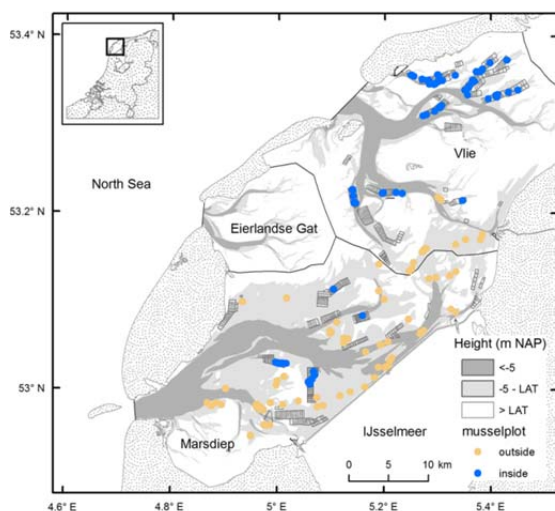 53.4° N
North Sea
Vlie
53.2° N
Eierlandse Gat
Height (m NAP)
<-5
-5 - LAT
> LAT
53° N
IJsselmeer
musselplot
Marsdiep
outside
0 5 10 km
inside
4.6° E 4.8° E 5° E 5.2° E 5.4° E